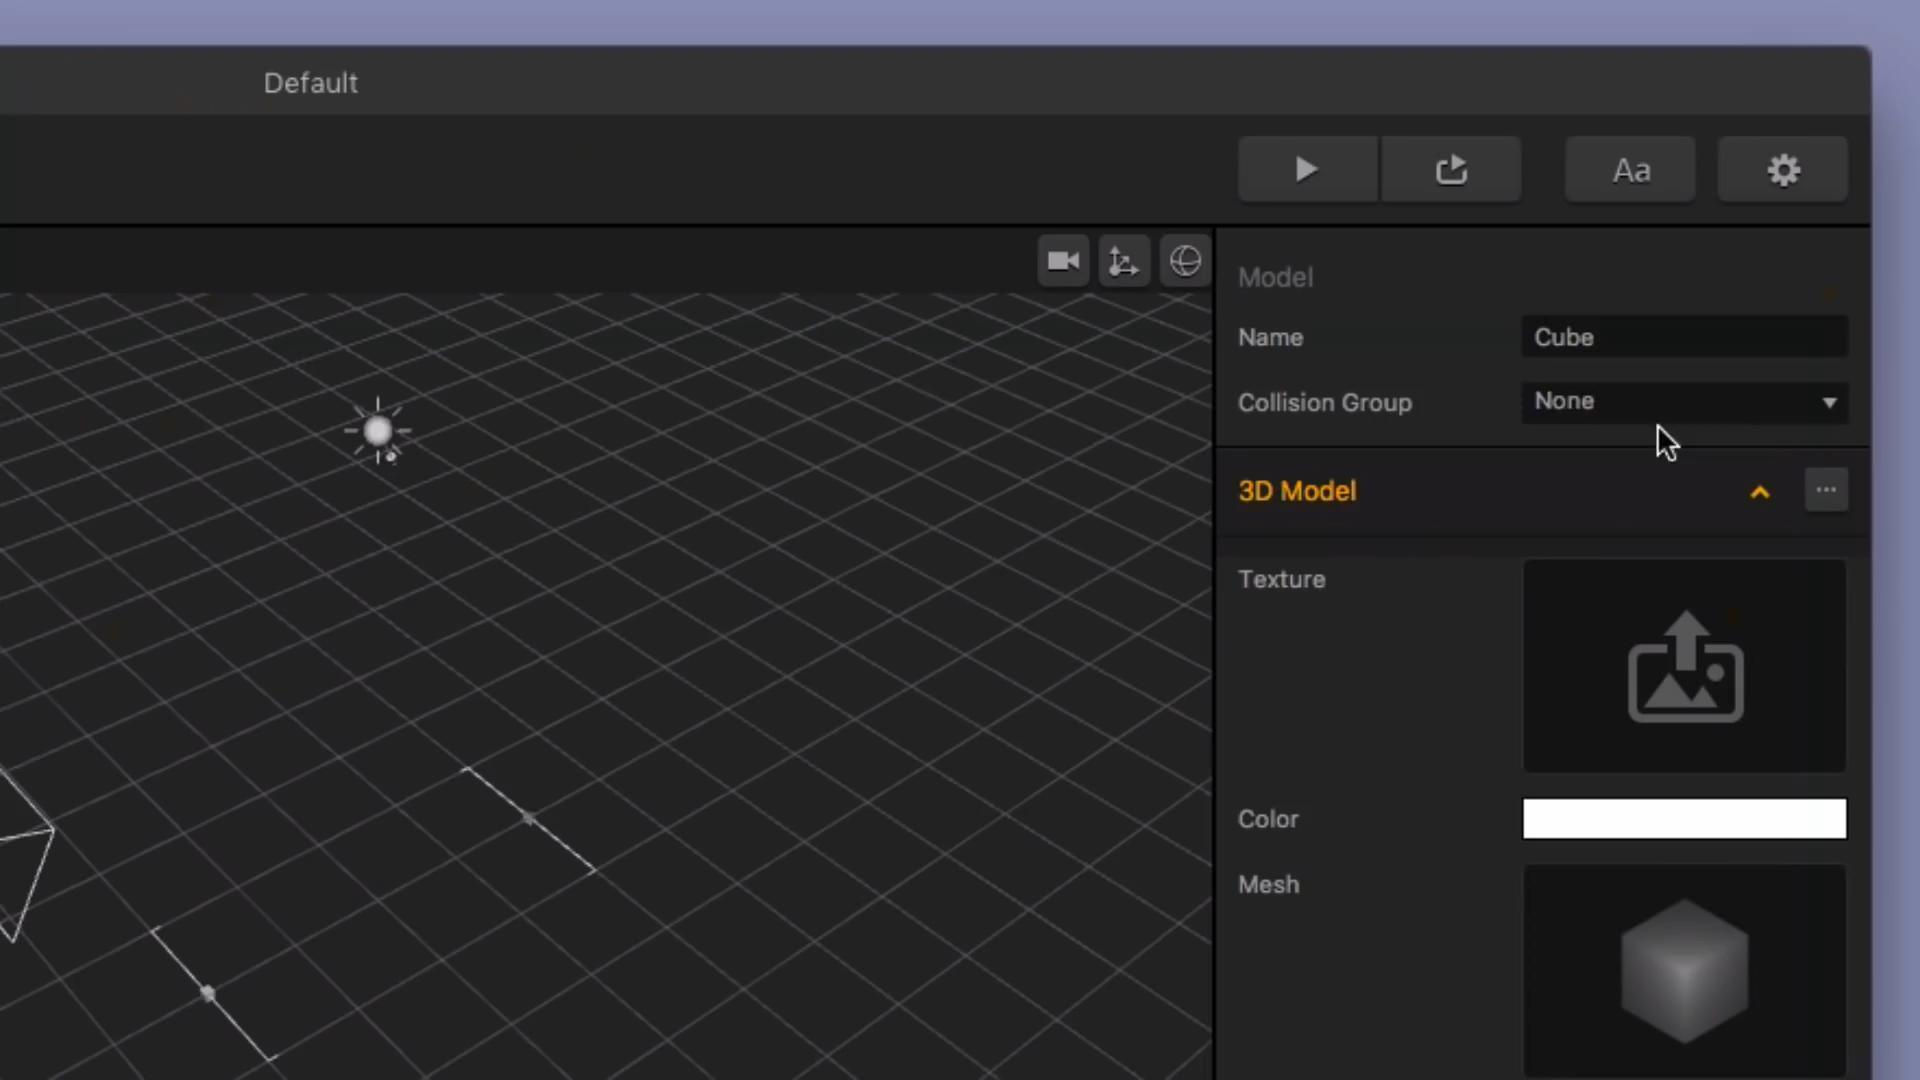 Default
Aa
Model
Name
Cube
Collision Group
None
3D Model
Texture
Color
Mesh